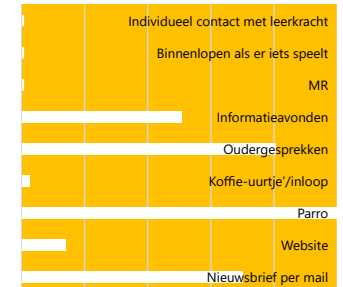 Individueel contact met leerkracht
Binnenlopen als er iets speelt
MR
Informatieavonden
Oudergesprekken
Koffie-uurtje'/inloop
Parro
Website
Nieuwsbrief per mail